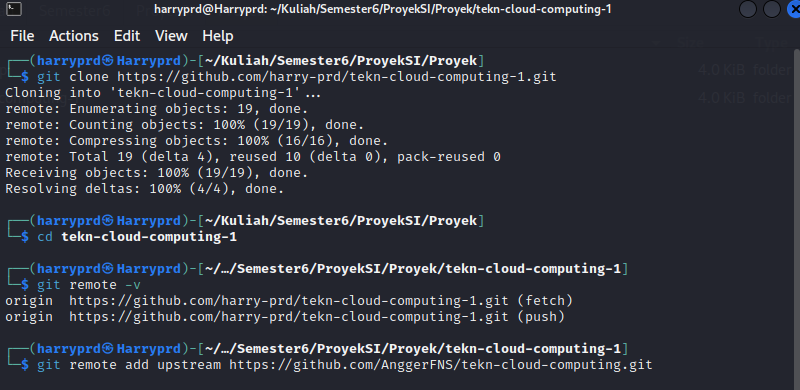 harryprd@Harryprd: ~/Kuliah/Semester6/ProyekSI/Proyek/tekn-cloud-computing-1
File Actions Edit View Help
┌──(harryprd㉿Harryprd)-[~/Kuliah/Semester6/ProyekSI/Proyek]
└─$ git clone https://github.com/harry-prd/tekn-cloud-computing-1.git
Cloning into 'tekn-cloud-computing-1'...
remote: Enumerating objects: 19, done.
remote: Counting objects: 100% (19/19), done.
remote: Compressing objects: 100% (16/16), done.
remote: Total 19 (delta 4), reused 10 (delta 0), pack-reused 0
Receiving objects: 100% (19/19), done.
Resolving deltas: 100% (4/4), done.
┌──(harryprd㉿Harryprd)-[~/Kuliah/Semester6/ProyekSI/Proyek]
└─$ cd tekn-cloud-computing-1
┌──(harryprd㉿Harryprd)-[~/…/Semester6/ProyekSI/Proyek/tekn-cloud-computing-1]
└─$ git remote -v
origin  https://github.com/harry-prd/tekn-cloud-computing-1.git (fetch)
origin  https://github.com/harry-prd/tekn-cloud-computing-1.git (push)
┌──(harryprd㉿Harryprd)-[~/…/Semester6/ProyekSI/Proyek/tekn-cloud-computing-1]
└─$ git remote add upstream https://github.com/AnggerFNS/tekn-cloud-computing.git
4.0 KiB folder
4.0 KiB folder